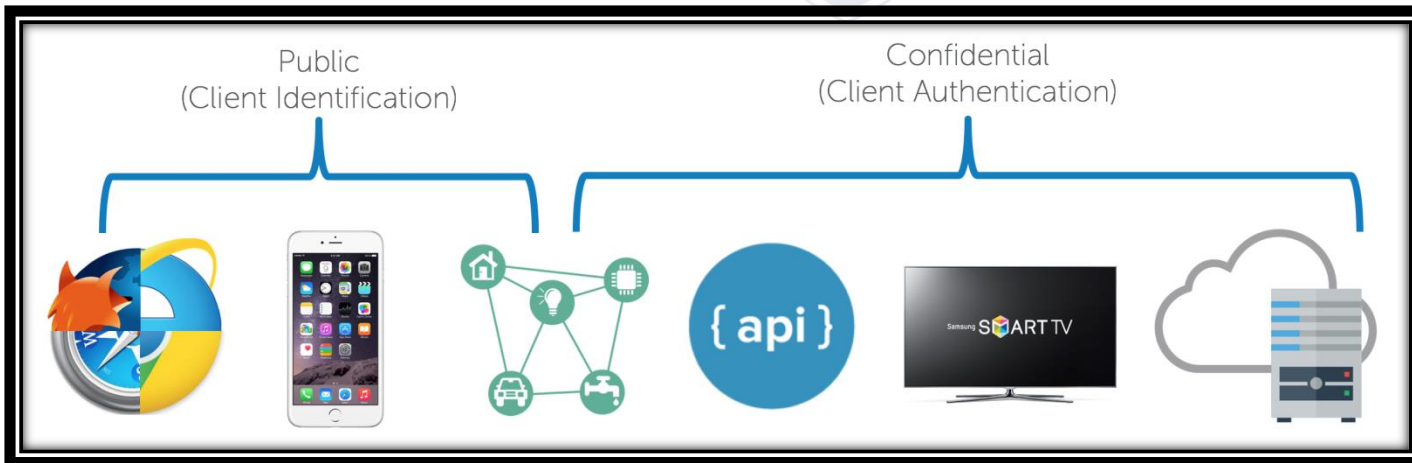 Public
(Client Identification)
Confidential
(Client Authentication)
{ api }
Samsung SMART TV